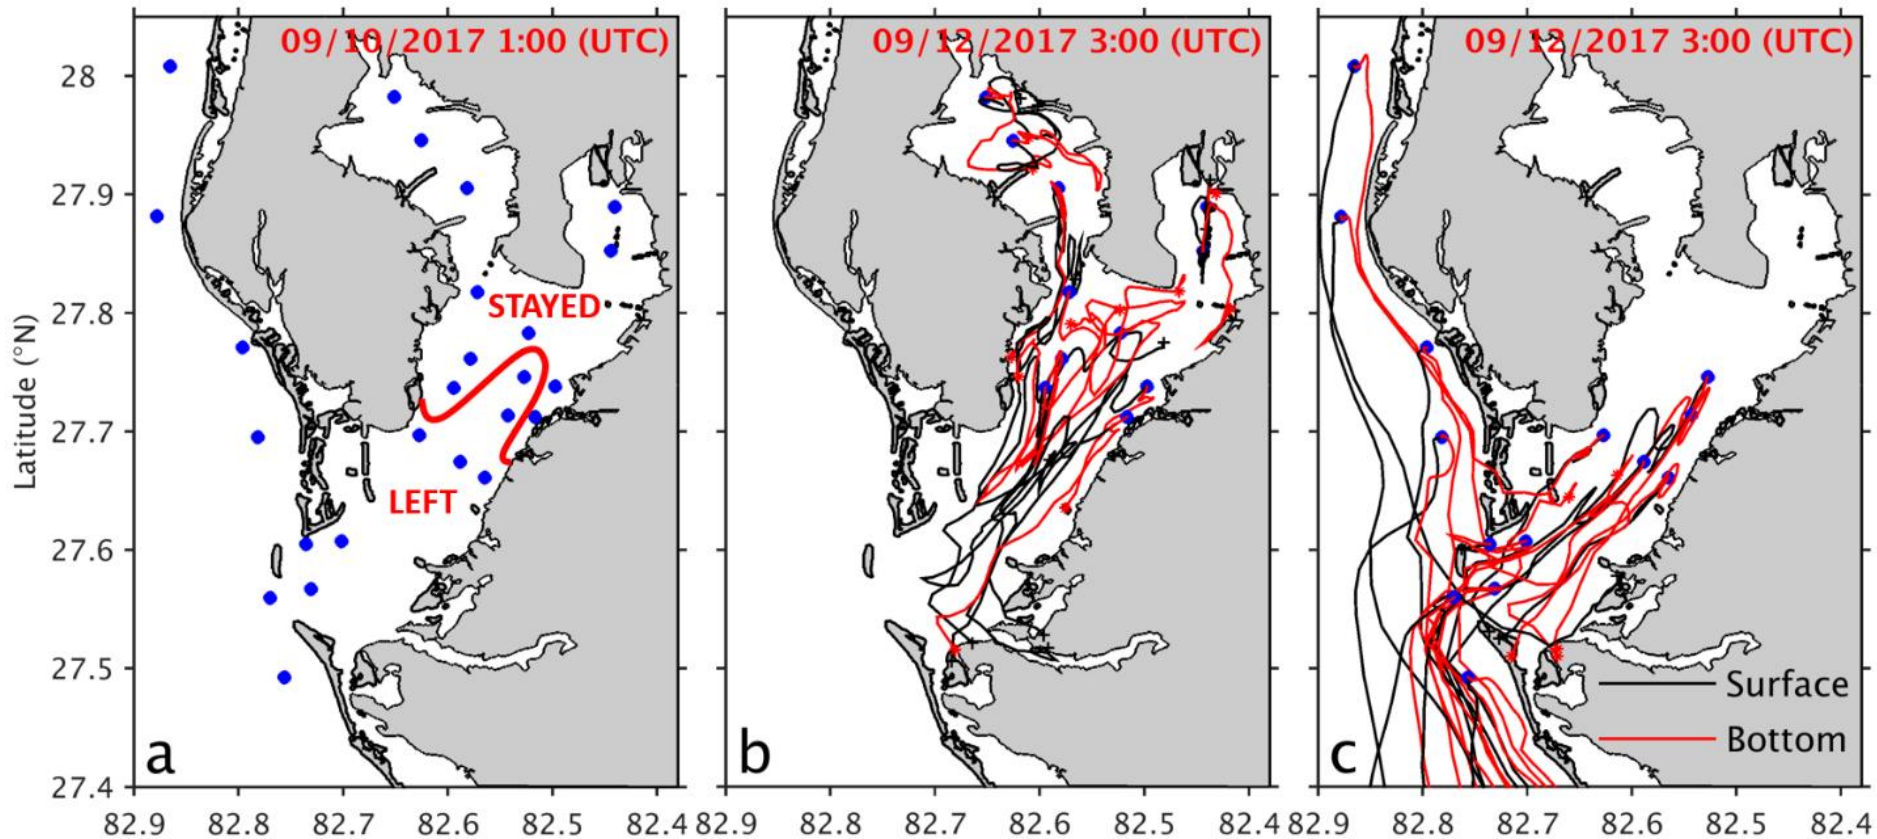 09/10/2017 1:00 (UTC)
09/12/2017 3:00 (UTC)
09/12/2017 3:00 (UTC)
28
27.9
27.8
27.7
27.6
27.5
27.4
Latitude (°N)
STAYED
LEFT
Surface
Bottom
a
b
c
82.9 82.8 82.7 82.6 82.5 82.4
82.9 82.8 82.7 82.6 82.5 82.4
82.9 82.8 82.7 82.6 82.5 82.4